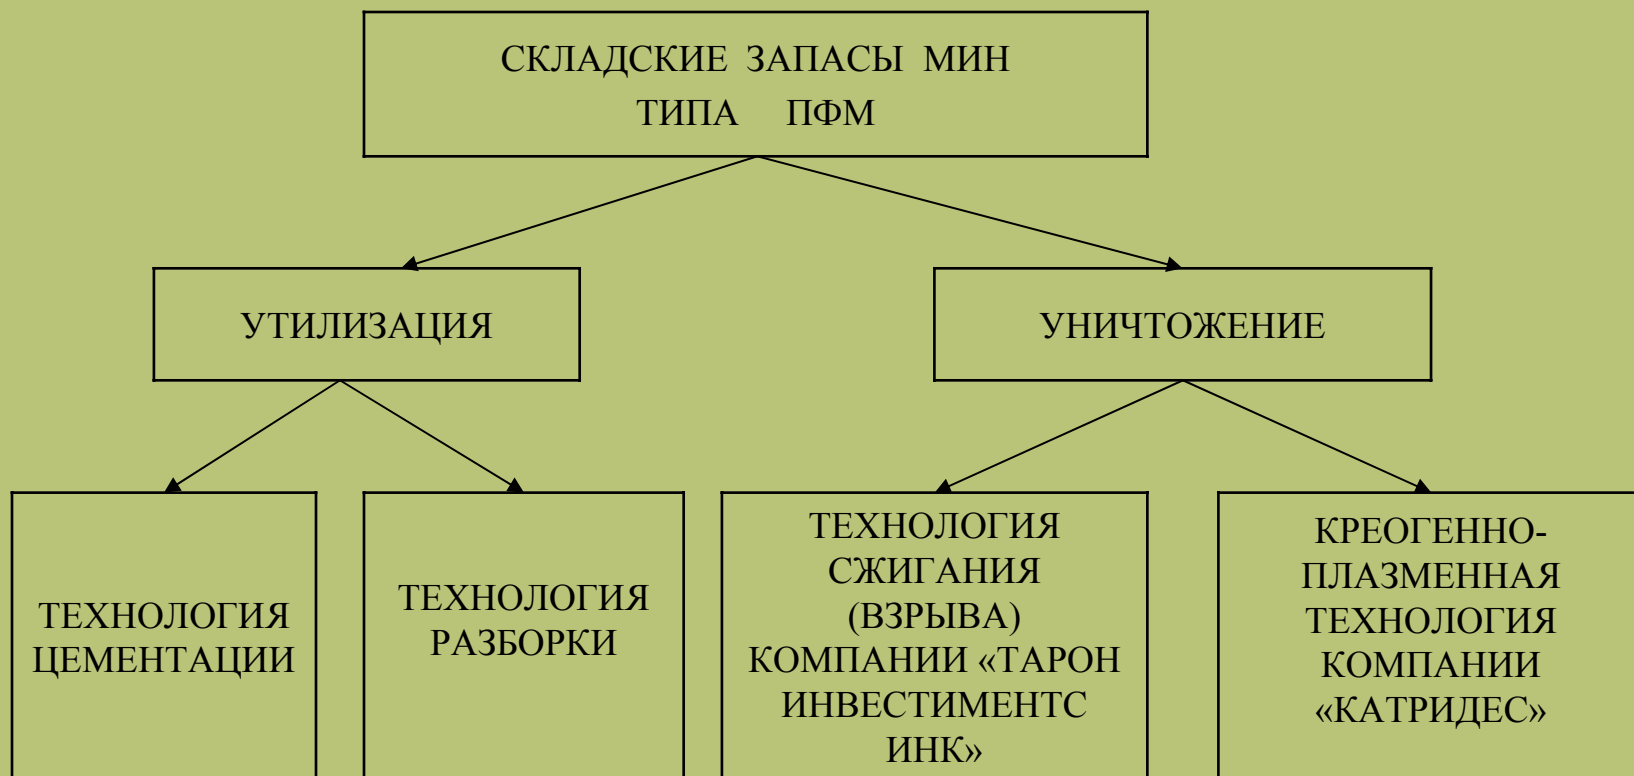 СКЛАДСКИЕ ЗАПАСЫ МИН
ТИПА ПФМ
УТИЛИЗАЦИЯ
УНИЧТОЖЕНИЕ
ТЕХНОЛОГИЯ
ЦЕМЕНТАЦИИ
ТЕХНОЛОГИЯ
РАЗБОРКИ
ТЕХНОЛОГИЯ
СЖИГАНИЯ
(ВЗРЫВА)
КОМПАНИИ «ТАРОН
ИНВЕСТИМЕНТС
ИНК»
КРЕОГЕННО-
ПЛАЗМЕННАЯ
ТЕХНОЛОГИЯ
КОМПАНИИ
«КАТРИДЕС»